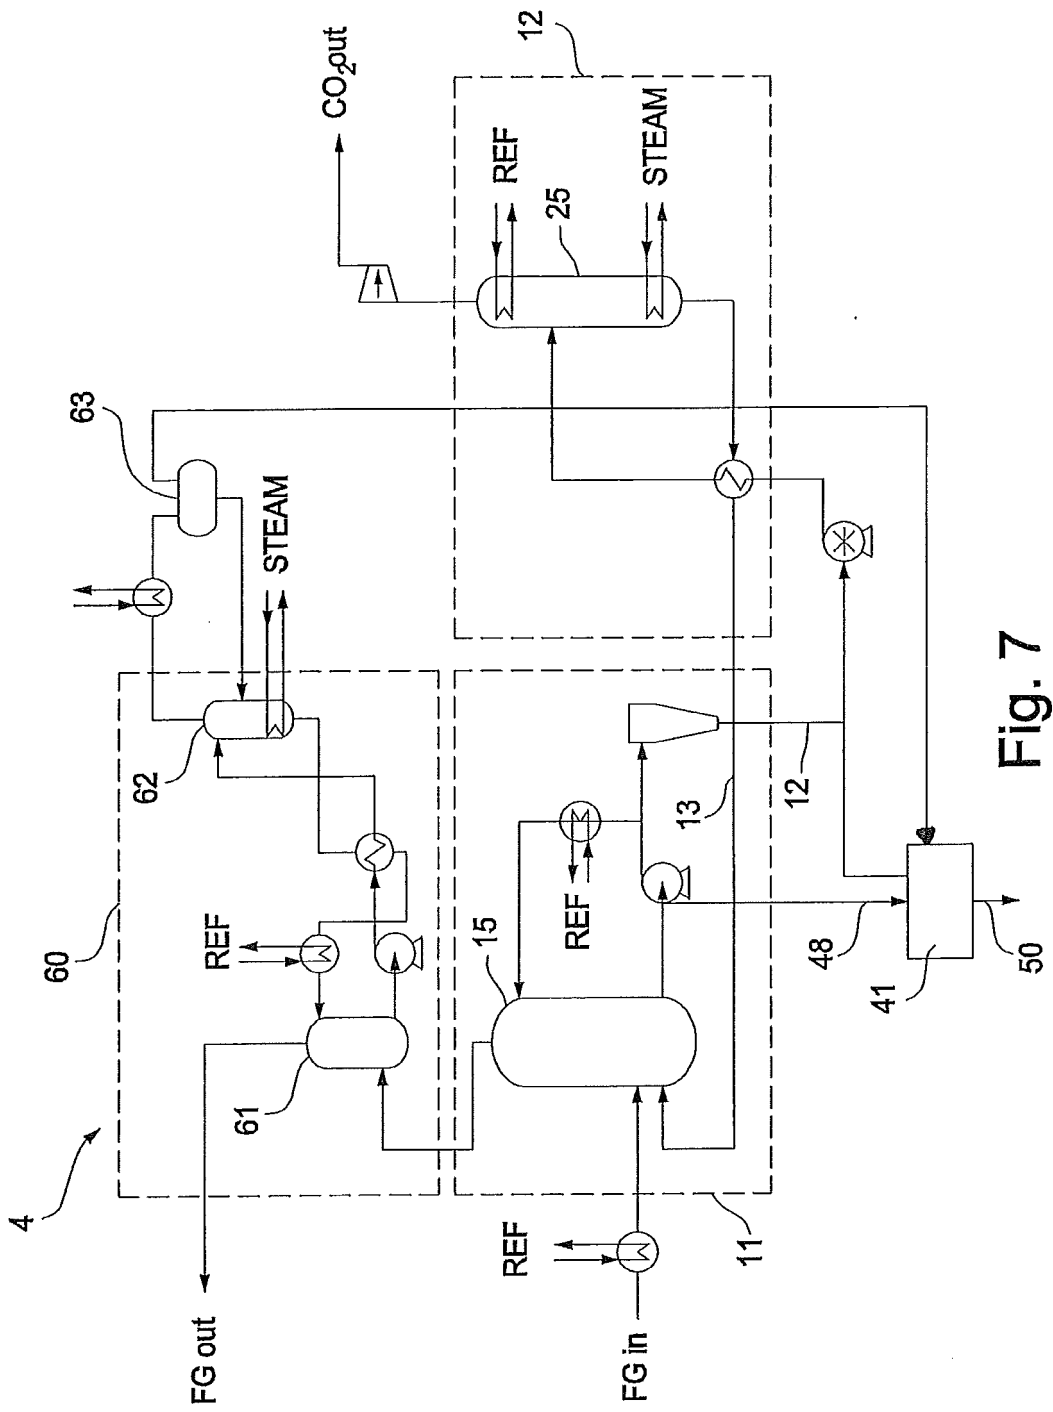 CO2out
12
REF
25
STEAM
63
STEAM
62
60
REF
61
4
FG out
15
REF
13
12
48
41
50
11
REF
FG in
Fig. 7